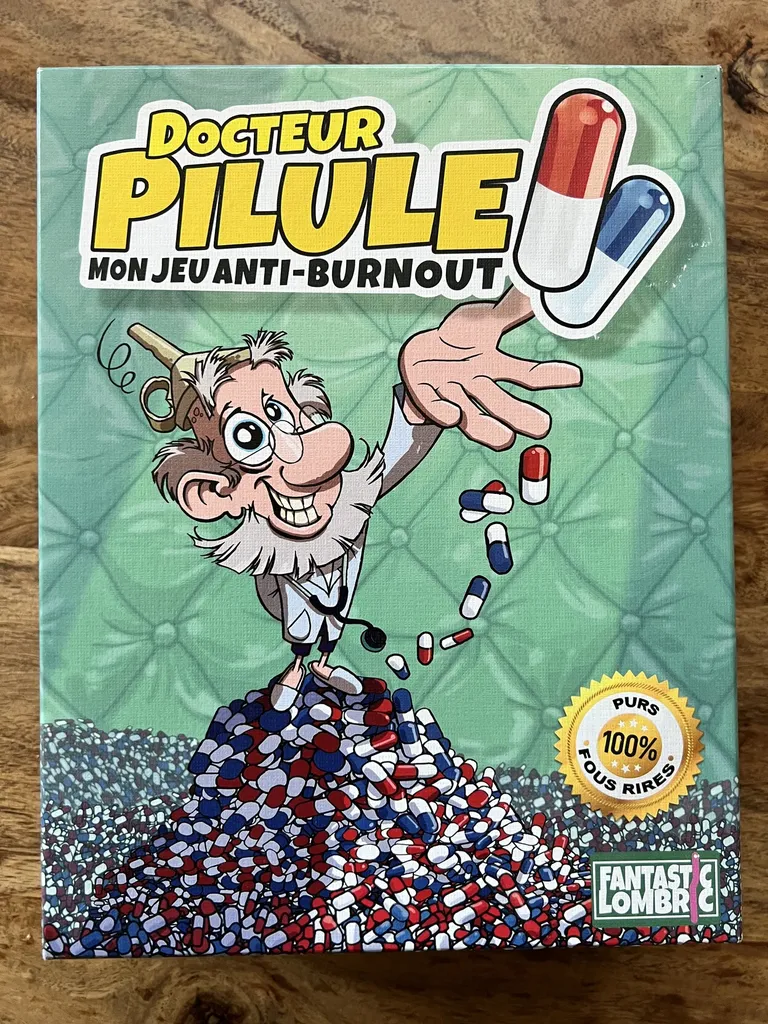 DOCTEUR
PILULE
MON JEU ANTI-BURNOUT
PURS
100%
FOUS RIRES
FANTASTIC
LOMBRIC